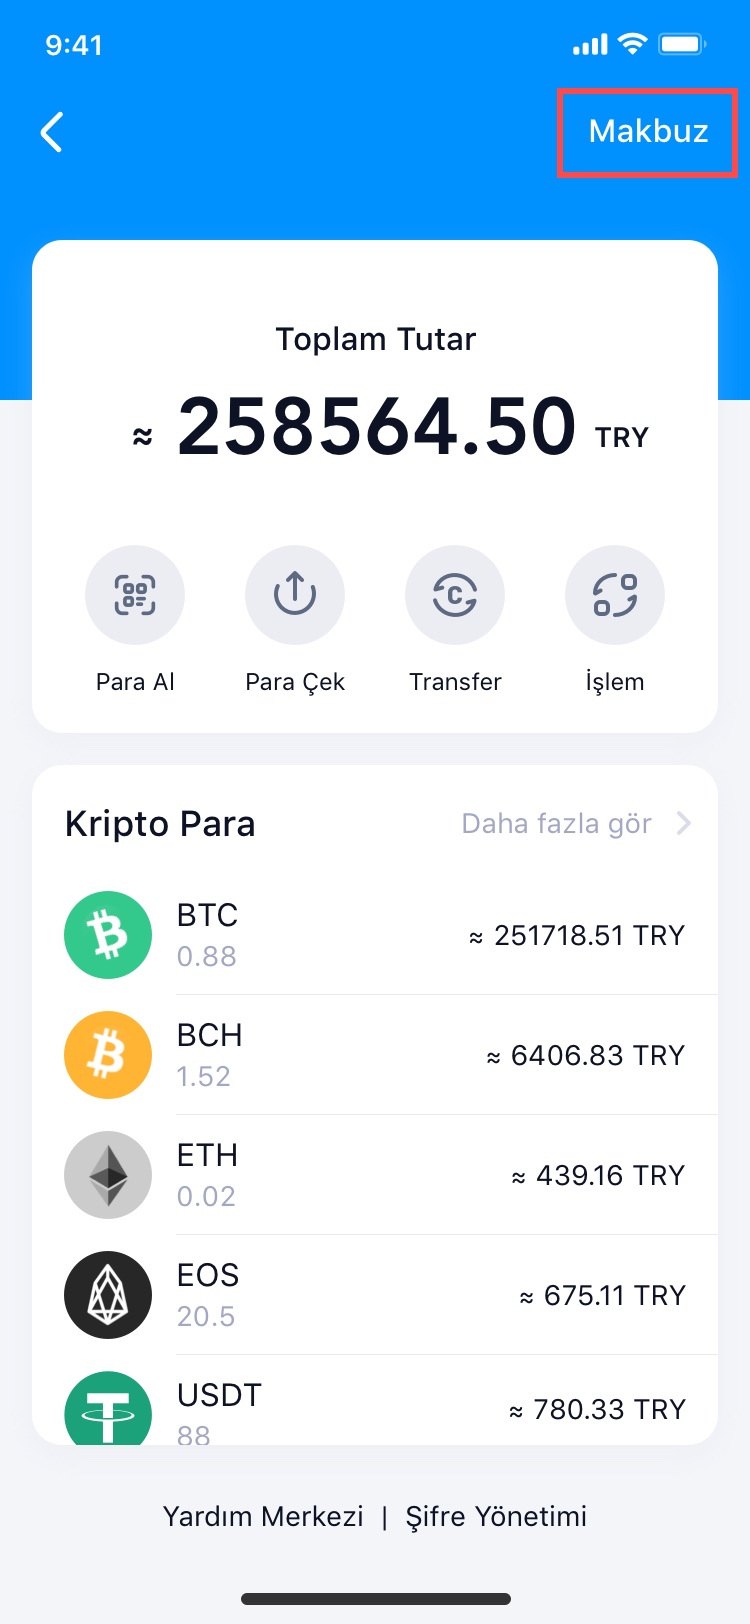 9:41
Makbuz
Toplam Tutar
≈ 258564.50 TRY
Para Al
Para Çek
Transfer
İşlem
Kripto Para
Daha fazla gör
BTC
0.88
≈ 251718.51 TRY
BCH
1.52
≈ 6406.83 TRY
ETH
0.02
≈ 439.16 TRY
EOS
20.5
≈ 675.11 TRY
USDT
88
≈ 780.33 TRY
Yardım Merkezi | Şifre Yönetimi